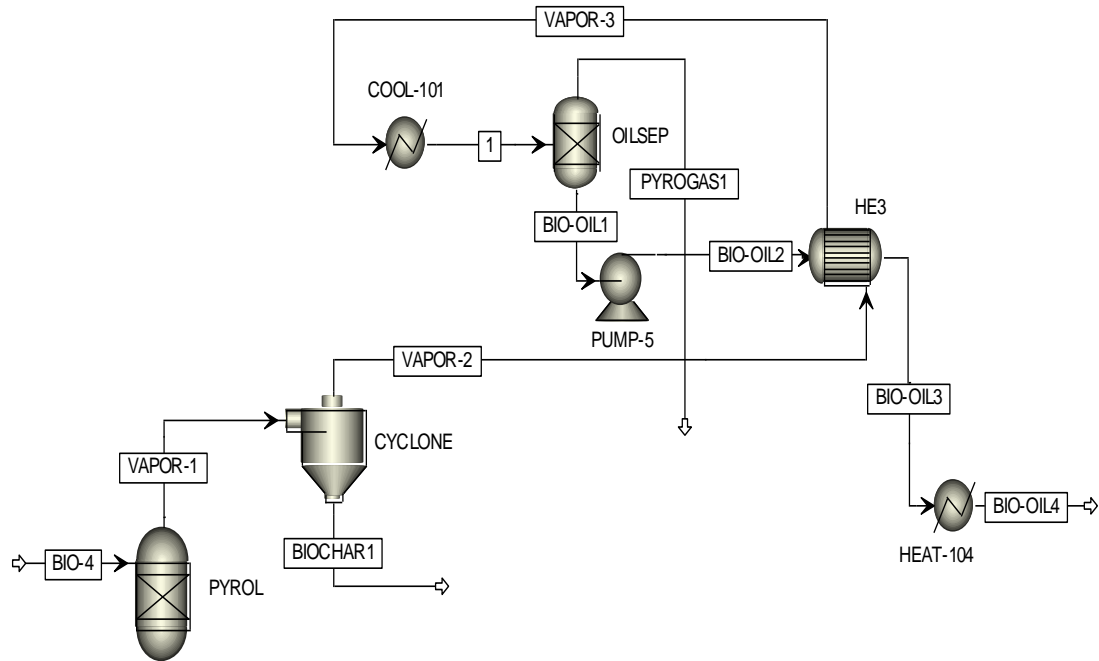 VAPOR-3
COOL-101
1
OILSEP
PYROGAS1
HE3
BIO-OIL1
BIO-OIL2
PUMP-5
VAPOR-2
BIO-OIL3
CYCLONE
VAPOR-1
BIO-OIL4
BIOCHAR1
HEAT-104
BIO-4
PYROL